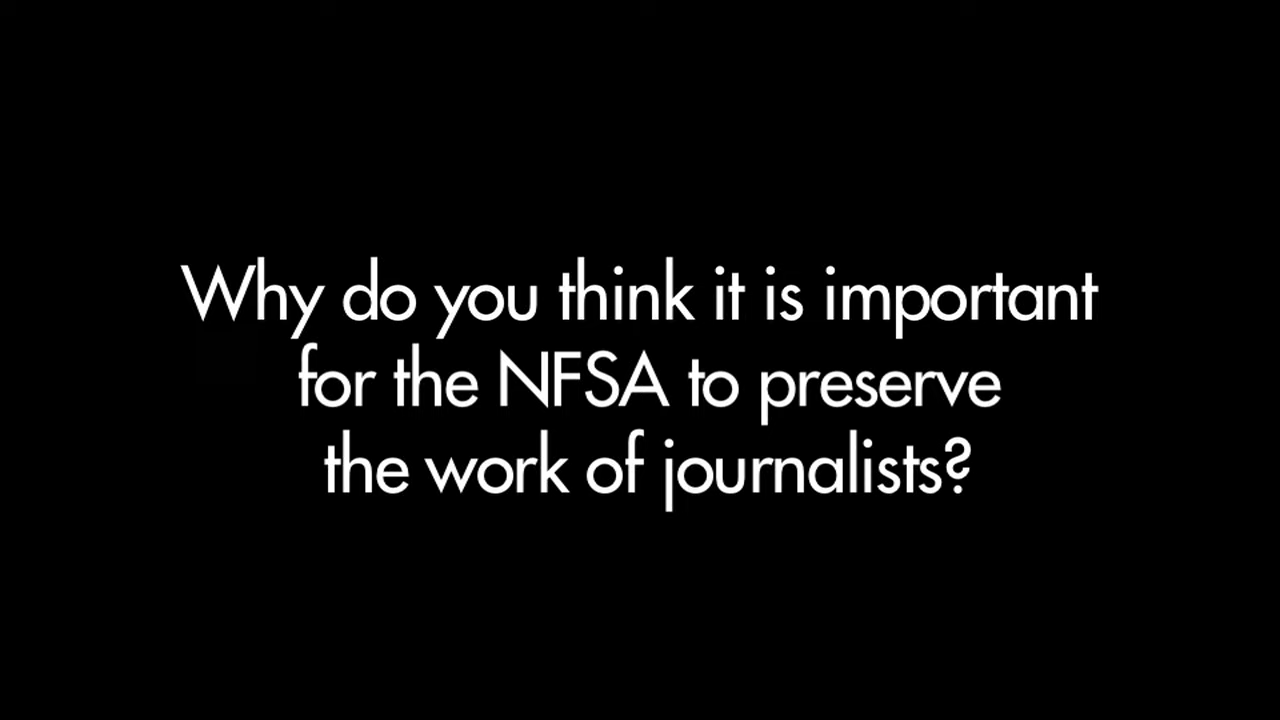 Why do you think it is important
for the NFSA to preserve
the work of journalists?